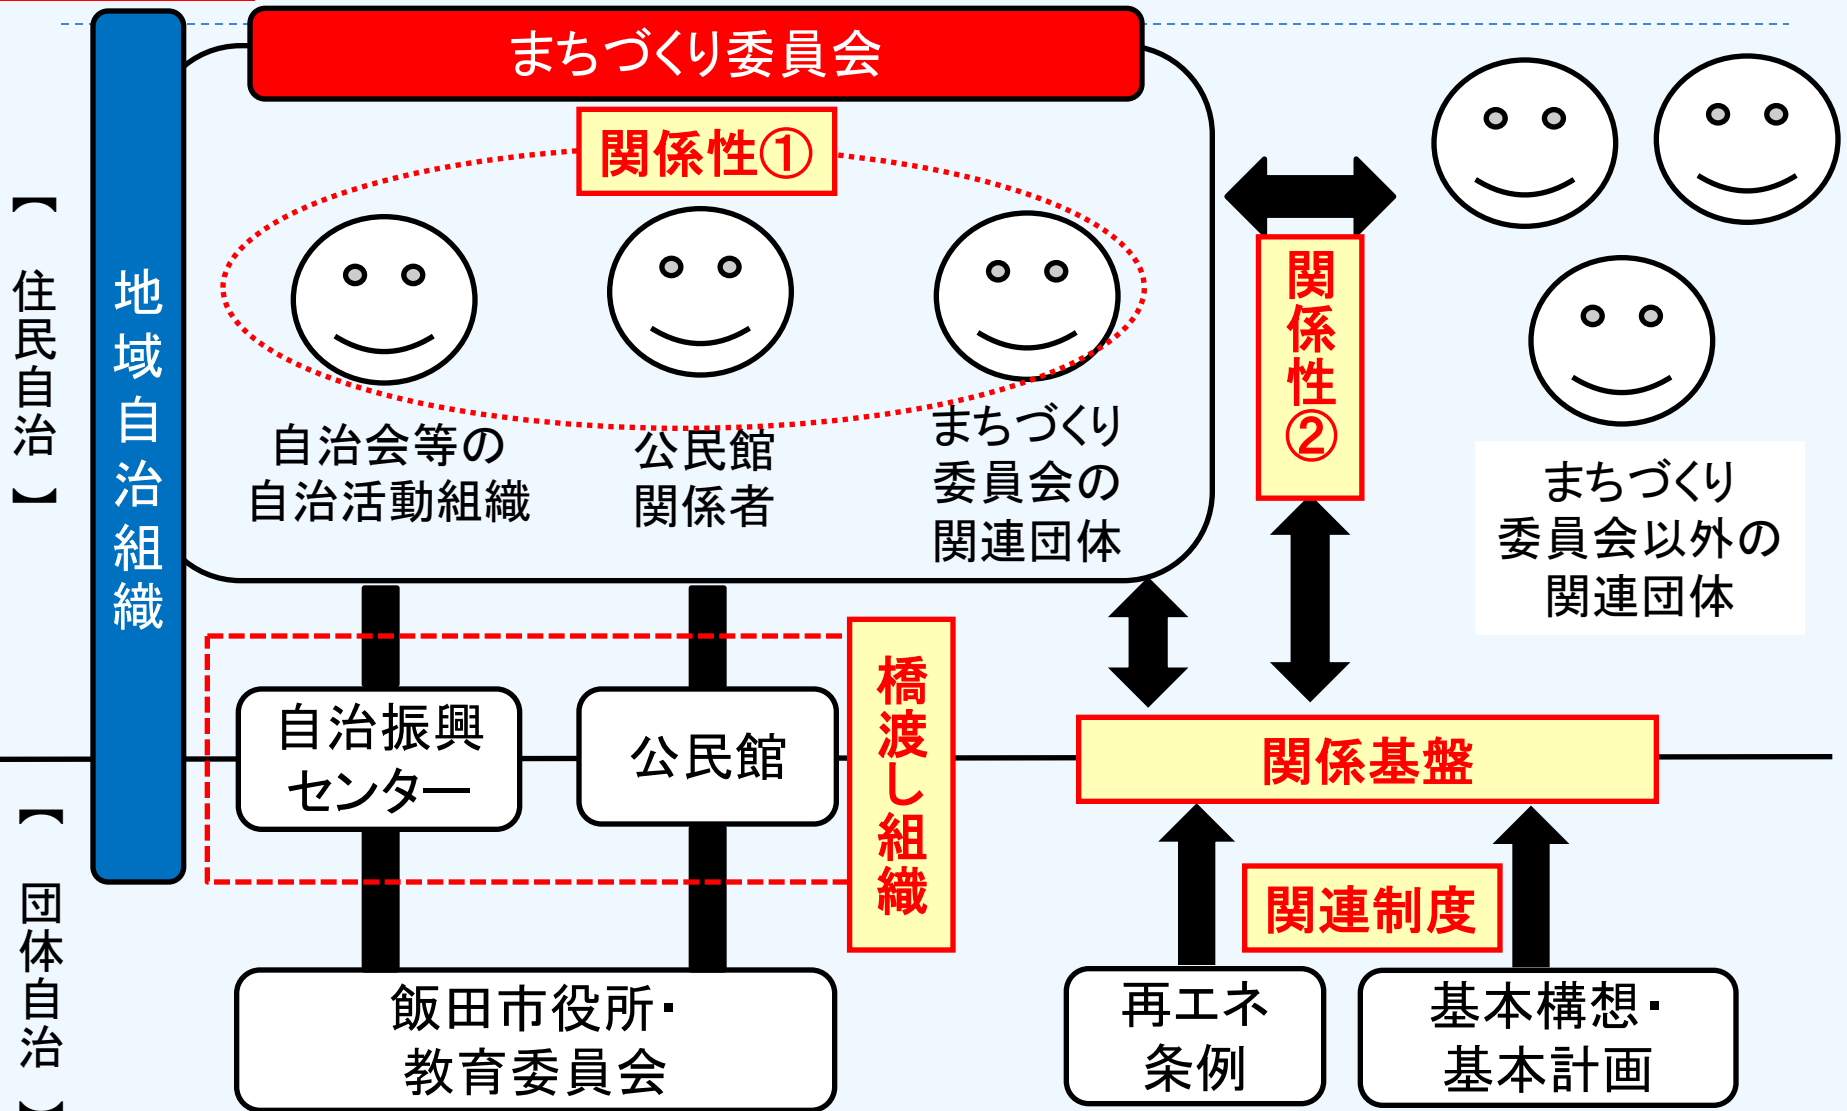 まちづくり委員会
関係性①
【住民自治】
地域自治組織
自治会等の
自治活動組織
公民館
関係者
まちづくり
委員会の
関連団体
関係性②
まちづくり
委員会以外の
関連団体
自治振興
センター
公民館
橋渡し組織
関係基盤
【団体自治】
関連制度
飯田市役所・
教育委員会
再エネ
条例
基本構想・
基本計画